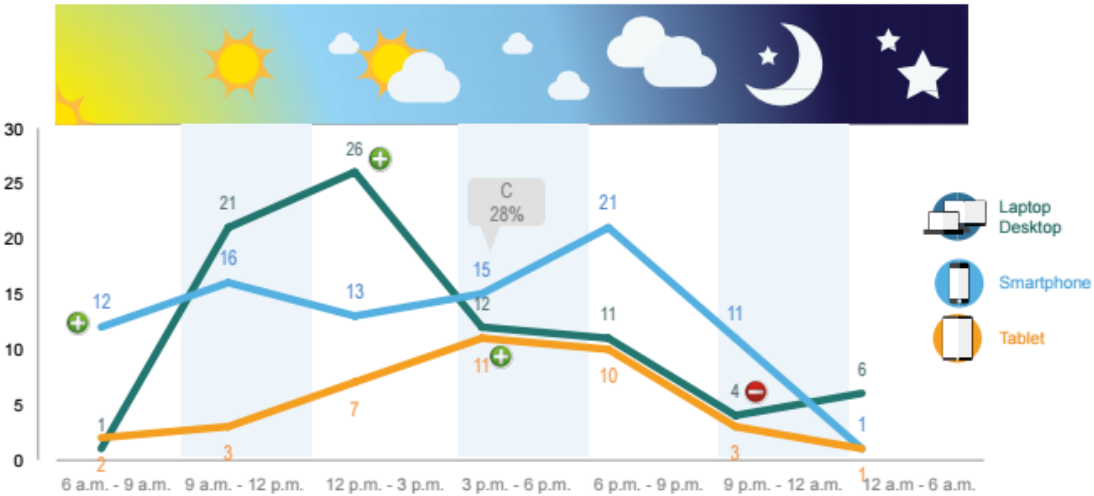 30
25
20
15
10
5
0
26
21
21
C
28%
16
15
12
13
12
11
11
11
10
7
6
4
3
3
1
2
1
1
6 a.m. - 9 a.m.
9 a.m. - 12 p.m.
12 p.m. - 3 p.m.
3 p.m. - 6 p.m.
6 p.m. - 9 p.m.
9 p.m. - 12 a.m.
12 a.m. - 6 a.m.
Laptop
Desktop
Smartphone
Tablet